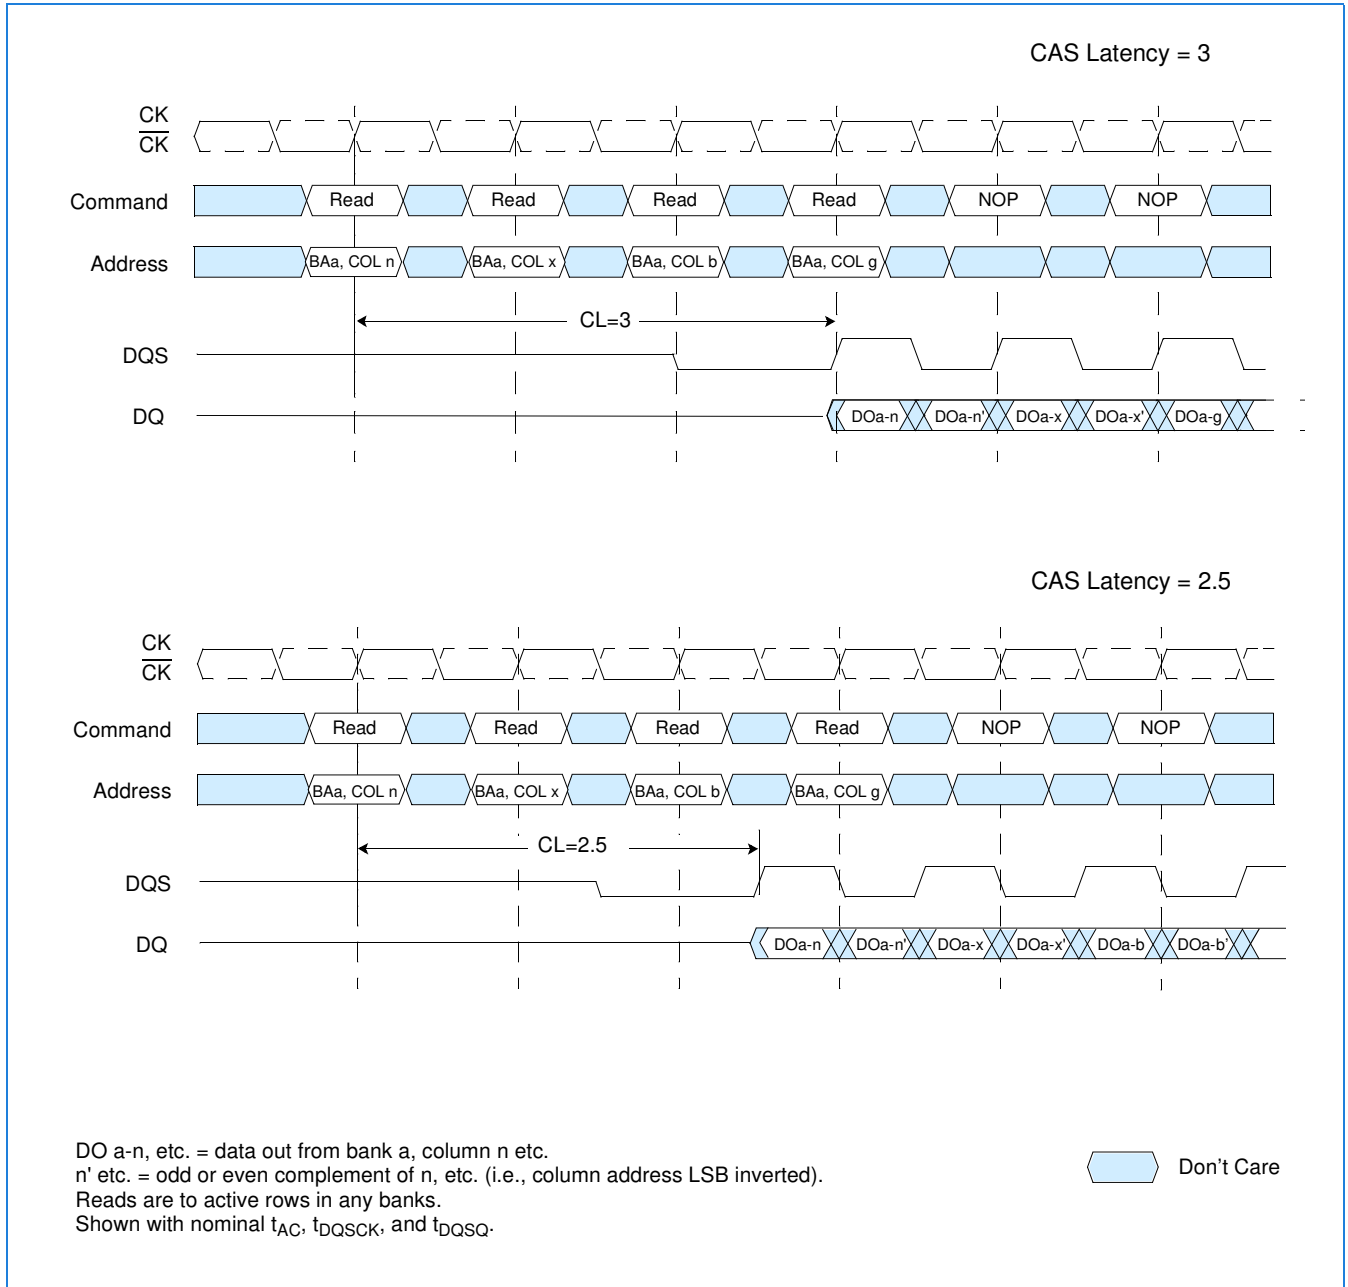 CAS Latency = 3
CK
CK
Command Read Read Read Read NOP NOP
Address BAa, COL n BAa, COL x BAa, COL b BAa, COL g
CL=3
DQS
DQ DOa-n DOa-n' DOa-x DOa-x' DOa-g
CAS Latency = 2.5
CK
CK
Command Read Read Read Read NOP NOP
Address BAa, COL n BAa, COL x BAa, COL b BAa, COL g
CL=2.5
DQS
DQ DOa-n DOa-n' DOa-x DOa-x' DOa-b DOa-b'
DO a-n, etc. = data out from bank a, column n etc.
n' etc. = odd or even complement of n, etc. (i.e., column address LSB inverted).
Reads are to active rows in any banks.
Shown with nominal tAC, tDQSCK, and tDQSQ.
Don't Care